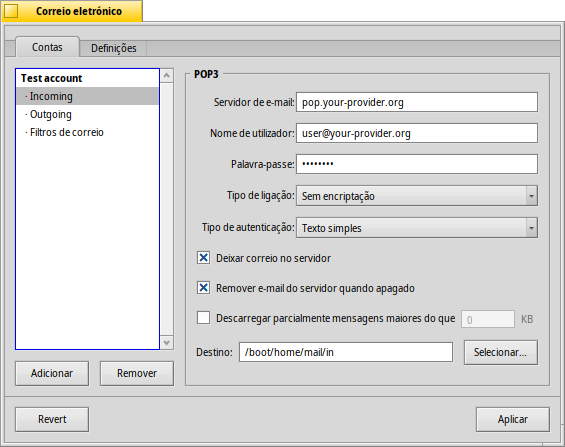 Correio eletrónico
Contas
Definições
Test account
· Incoming
· Outgoing
· Filtros de correio
Adicionar
Remover
POP3
Servidor de e-mail: pop.your-provider.org
Nome de utilizador: user@your-provider.org
Palavra-passe: ••••••••
Tipo de ligação: Sem encriptação
Tipo de autenticação: Texto simples
Deixar correio no servidor
Remover e-mail do servidor quando apagado
Descarregar parcialmente mensagens maiores do que 0 KB
Destino: /boot/home/mail/in Selecionar...
Revert
Aplicar